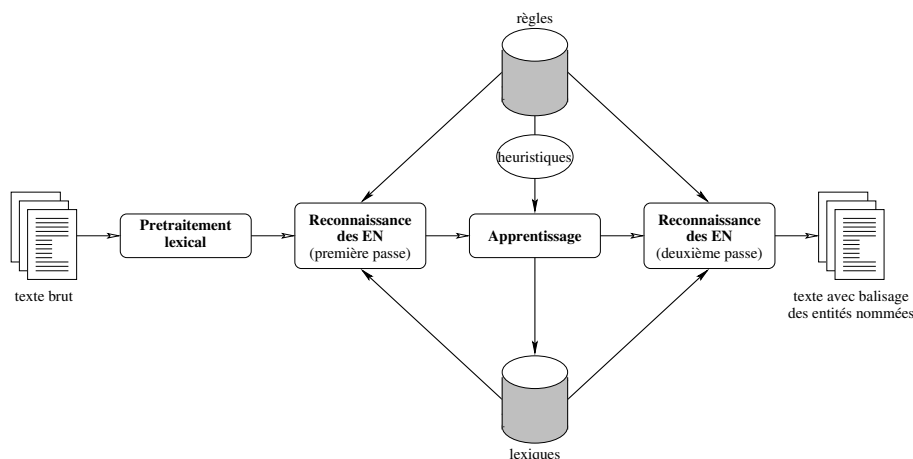 règles
heuristiques
Pretraitement
lexical
Reconnaissance
des EN
(première passe)
Apprentissage
Reconnaissance
des EN
(deuxième passe)
texte brut
texte avec balisage
des entités nommées
lexiques